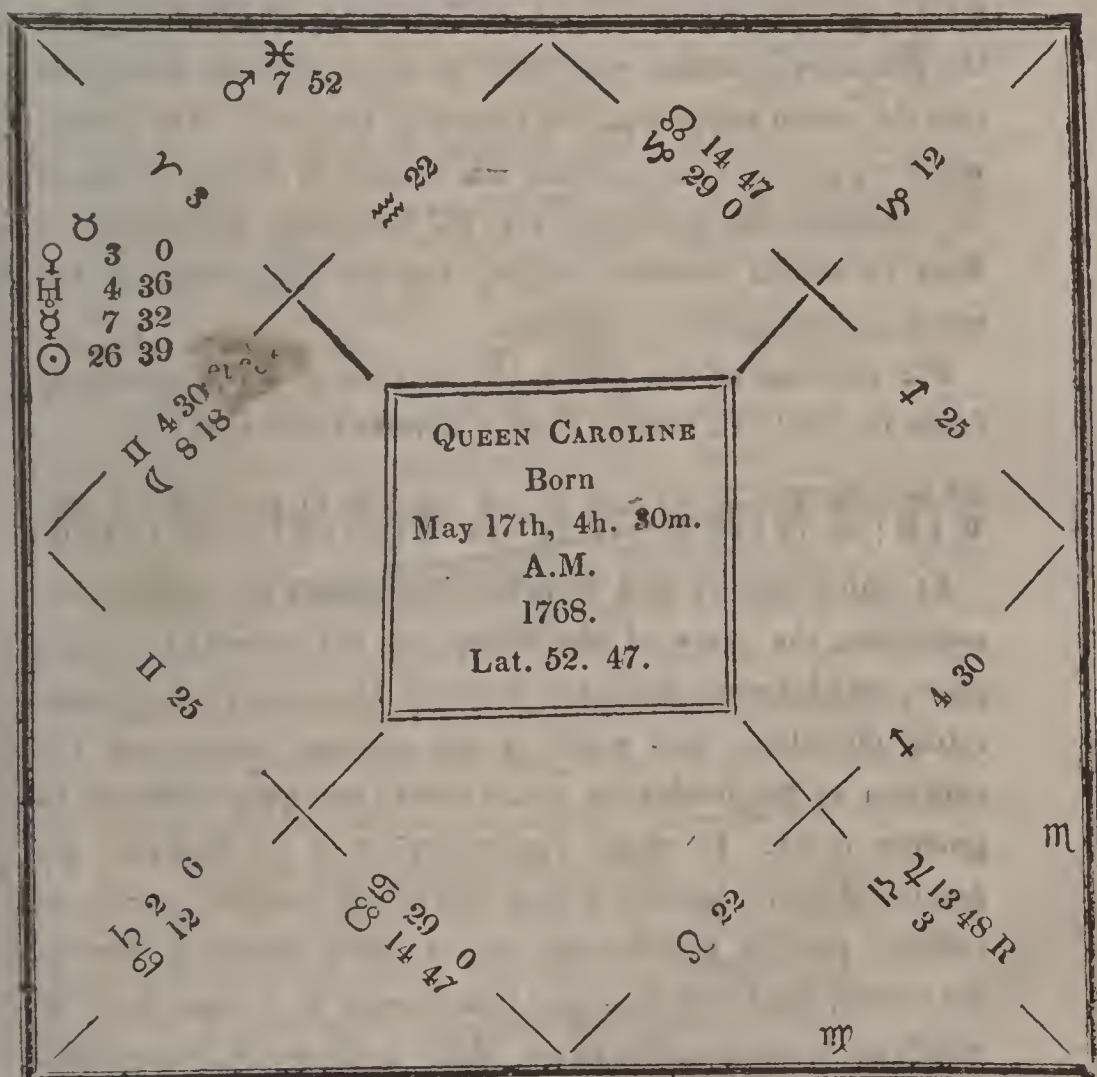 ♓
♂ 7 52
♈ 3
♉
♀ 3 0
♅ 4 36
☿ 7 32
☉ 26 39
♒ 22
☊ 14 47
♑ 29 0
♑ 12
♐ 25
♊ 4 30
☽ 8 18
QUEEN CAROLINE
Born
May 17th, 4h. 30m.
A.M.
1768.
Lat. 52. 47.
♊ 25
♐ 4 30
♄ 2 6
♋ 12
♋ 29 0
☋ 14 47
♌ 22
♍
♃ 13 48 R
♎ 3
♏